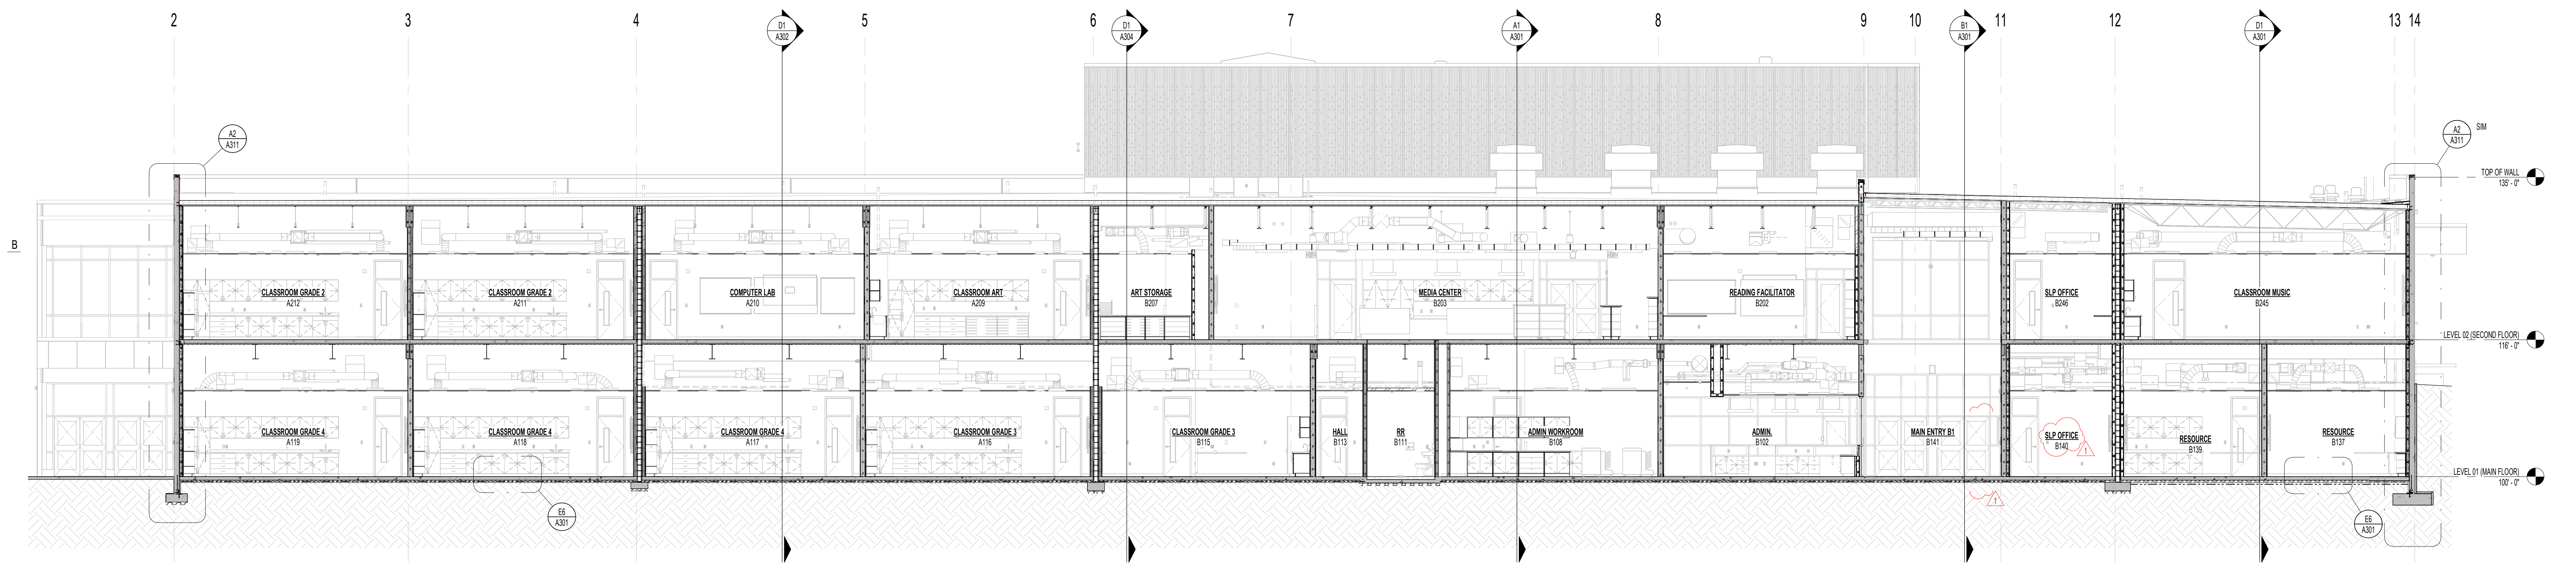 2
3
4
5
6
7
8
9
10
11
12
13
14
D1
A302
D1
A304
A1
A301
B1
A301
D1
A301
A2
A311
A2
A311
SIM
TOP OF WALL
135' - 0"
B
CLASSROOM GRADE 2
A212
CLASSROOM GRADE 2
A211
COMPUTER LAB
A210
CLASSROOM ART
A209
ART STORAGE
B207
MEDIA CENTER
B203
READING FACILITATOR
B202
SLP OFFICE
B246
CLASSROOM MUSIC
B245
LEVEL 02 (SECOND FLOOR)
116' - 0"
CLASSROOM GRADE 4
A119
CLASSROOM GRADE 4
A118
CLASSROOM GRADE 4
A117
CLASSROOM GRADE 3
A116
CLASSROOM GRADE 3
B115
HALL
B113
RR
B111
ADMIN WORKROOM
B108
ADMIN.
B102
MAIN ENTRY B1
B141
SLP OFFICE
B140
RESOURCE
B139
RESOURCE
B137
LEVEL 01 (MAIN FLOOR)
100' - 0"
E6
A301
E6
A301